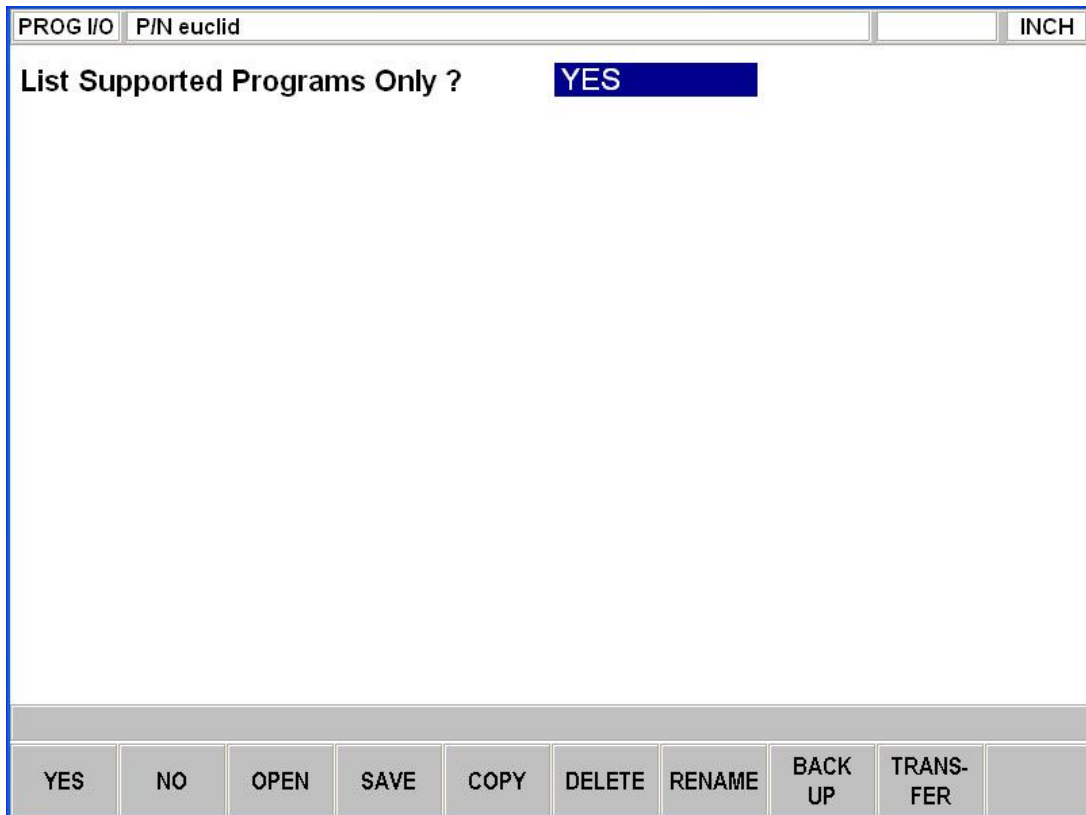 PROG I/O P/N euclid INCH
List Supported Programs Only ? YES
YES NO OPEN SAVE COPY DELETE RENAME BACK UP TRANS-FER